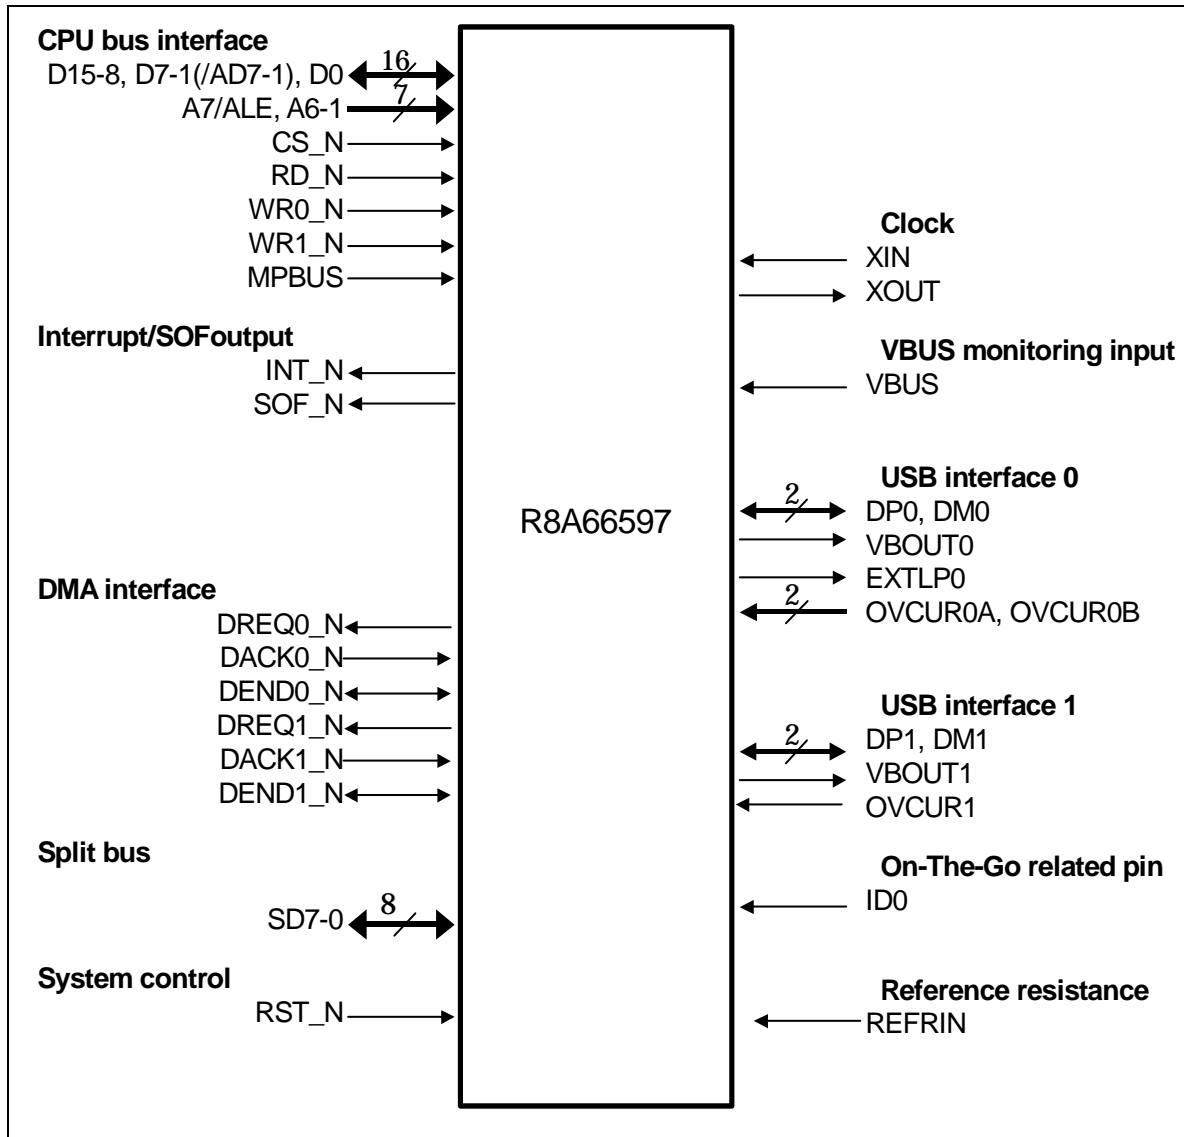 CPU bus interface
16
D15-8, D7-1(/AD7-1), D0
7
A7/ALE, A6-1
CS_N
RD_N
WR0_N
WR1_N
MPBUS
Interrupt/SOFoutput
INT_N
SOF_N
DMA interface
DREQ0_N
DACK0_N
DEND0_N
DREQ1_N
DACK1_N
DEND1_N
Split bus
8
SD7-0
System control
RST_N
R8A66597
Clock
XIN
XOUT
VBUS monitoring input
VBUS
USB interface 0
2
DP0, DM0
VBOUT0
EXTLP0
2
OVCUR0A, OVCUR0B
USB interface 1
2
DP1, DM1
VBOUT1
OVCUR1
On-The-Go related pin
ID0
Reference resistance
REFRIN